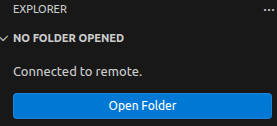 EXPLORER
NO FOLDER OPENED
Connected to remote.
Open Folder